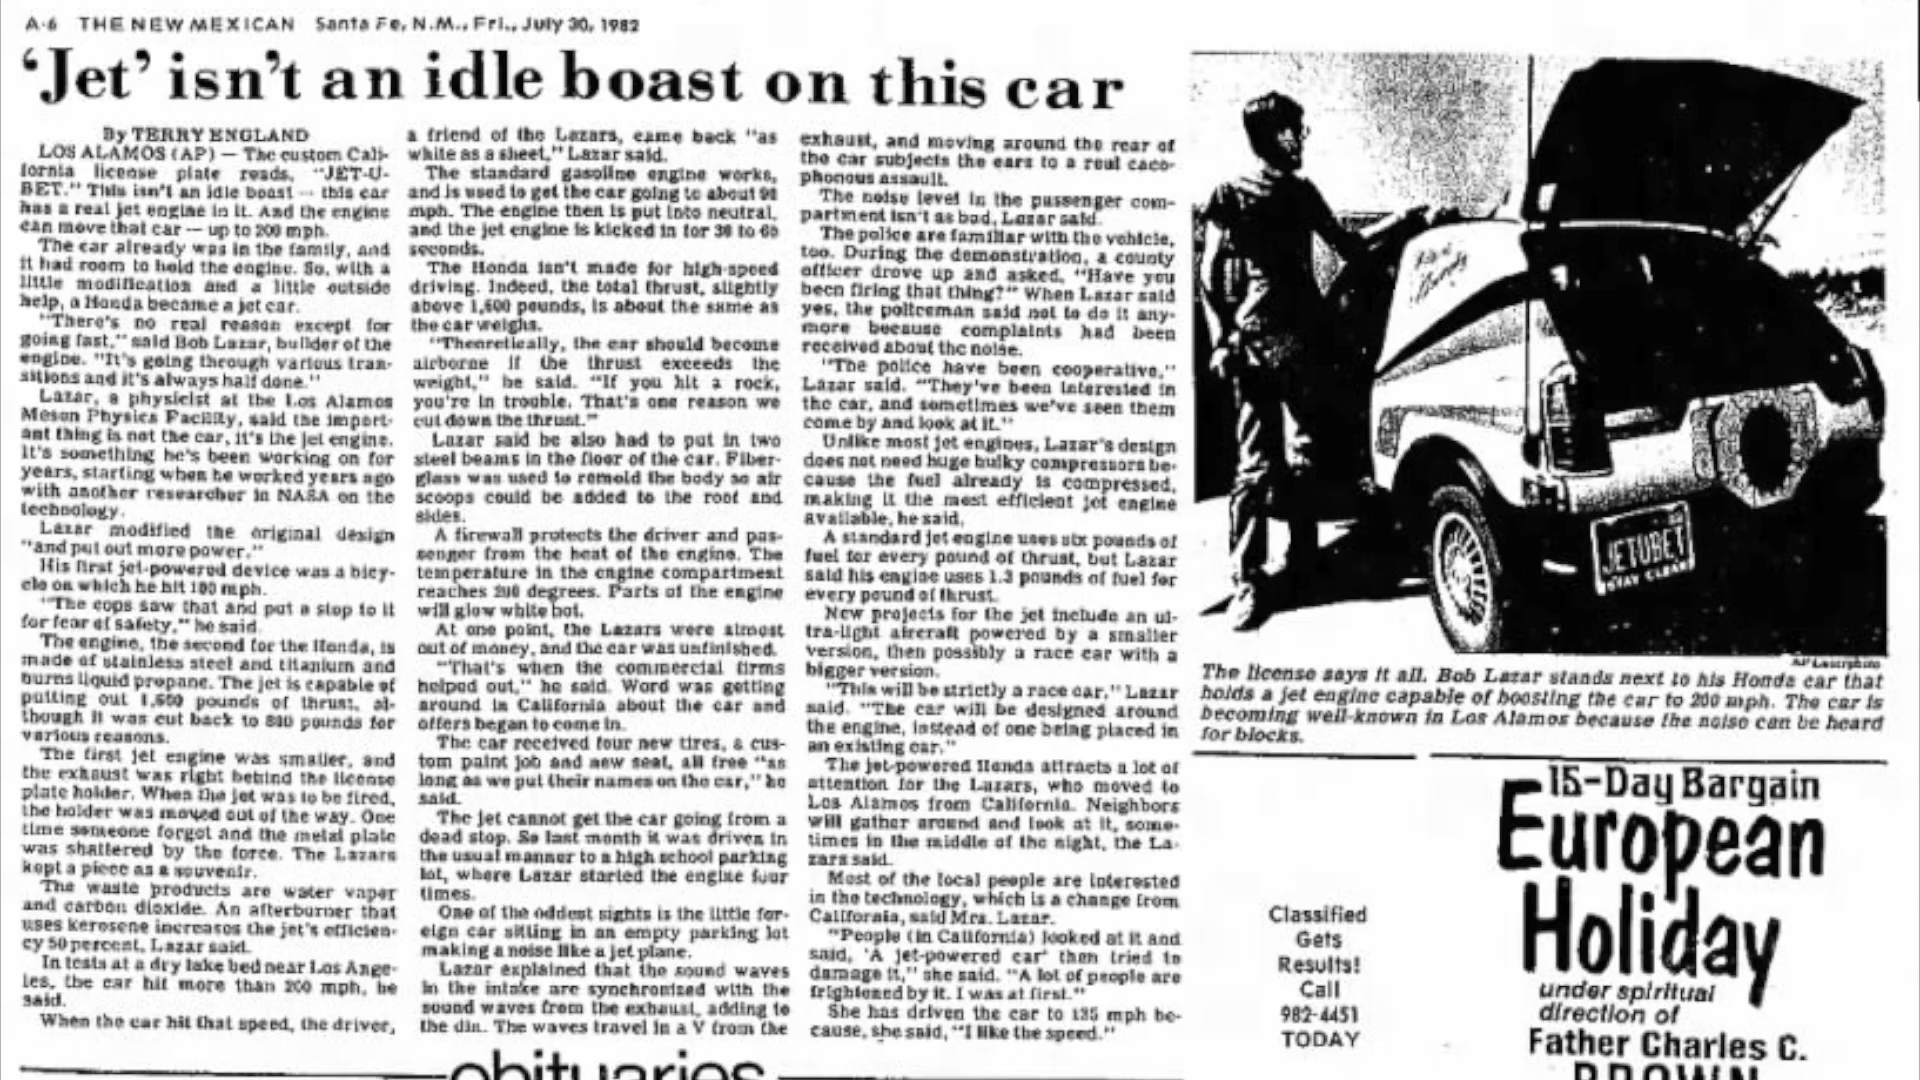 A-6 THE NEW MEXICAN Santa Fe, N.M., Fri., July 30, 1982
'Jet' isn't an idle boast on this car
By TERRY ENGLAND
LOS ALAMOS (AP) — The custom Cali-
fornia license plate reads, "JET-U-
BET." This isn't an idle boast — this car
has a real jet engine in it. And the engine
can move that car — up to 200 mph.
The car already was in the family, and
it had room to hold the engine. So, with a
little modification and a little outside
help, a Honda became a jet car.
"There's no real reason except for
going fast," said Bob Lazar, builder of the
engine. "It's going through various tran-
sitions and it's always half done."
Lazar, a physicist at the Los Alamos
Meson Physics Facility, said the import-
ant thing is not the car, it's the jet engine.
It's something he's been working on for
years, starting when he worked years ago
with another researcher in NASA on the
technology.
Lazar modified the original design
"and put out more power."
His first jet-powered device was a bicy-
cle on which he hit 100 mph.
"The cops saw that and put a stop to it
for fear of safety," he said.
The engine, the second for the Honda, is
made of stainless steel and titanium and
burns liquid propane. The jet is capable of
putting out 1,600 pounds of thrust, al-
though it was cut back to 800 pounds for
various reasons.
The first jet engine was smaller, and
the exhaust was right behind the license
plate holder. When the jet was to be fired,
the holder was moved out of the way. One
time someone forgot and the metal plate
was shattered by the force. The Lazars
kept a piece as a souvenir.
The waste products are water vapor
and carbon dioxide. An afterburner that
uses kerosene increases the jet's efficien-
cy 50 percent, Lazar said.
In tests at a dry lake bed near Los Ange-
les, the car hit more than 200 mph, he
said.
When the car hit that speed, the driver,
a friend of the Lazars, came back "as
white as a sheet," Lazar said.
The standard gasoline engine works,
and is used to get the car going to about
mph. The engine then is put into neutral,
and the jet engine is kicked in for 30 to 60
seconds.
The Honda isn't made for high-speed
driving. Indeed, the total thrust, slightly
above 1,600 pounds, is about the same as
the car weighs.
"Theoretically, the car should become
airborne if the thrust exceeds the
weight," he said. "If you hit a rock,
you're in trouble. That's one reason we
cut down the thrust."
Lazar said he also had to put in two
steel beams in the floor of the car. Fiber-
glass was used to remold the body so air
scoops could be added to the roof and
sides.
A firewall protects the driver and pas-
senger from the heat of the engine. The
temperature in the engine compartment
reaches 200 degrees. Parts of the engine
will glow white hot.
At one point, the Lazars were almost
out of money, and the car was unfinished.
"That's when the commercial firms
helped out," he said. Word was getting
around in California about the car and
offers began to come in.
The car received four new tires, a cus-
tom paint job and new seat, all free "as
long as we put their names on the car," he
said.
The jet cannot get the car going from a
dead stop. So last month it was driven in
the usual manner to a high school parking
lot, where Lazar started the engine four
times.
One of the oddest sights is the little for-
eign car sitting in an empty parking lot
making a noise like a jet plane.
Lazar explained that the sound waves
in the intake are synchronized with the
sound waves from the exhaust, adding to
the din. The waves travel in a V from the
exhaust, and moving around the rear of
the car subjects the ears to a real caco-
phonous assault.
The noise level in the passenger com-
partment isn't as bad, Lazar said.
The police are familiar with the vehicle,
too. During the demonstration, a county
officer drove up and asked, "Have you
been firing that thing?" When Lazar said
yes, the policeman said not to do it any-
more because complaints had been
received about the noise.
"The police have been cooperative,"
Lazar said. "They've been interested in
the car, and sometimes we've seen them
come by and look at it."
Unlike most jet engines, Lazar's design
does not need huge bulky compressors be-
cause the fuel already is compressed,
making it the most efficient jet engine
available, he said.
A standard jet engine uses six pounds of
fuel for every pound of thrust, but Lazar
said his engine uses 1.3 pounds of fuel for
every pound of thrust.
New projects for the jet include an ul-
tra-light aircraft powered by a smaller
version, then possibly a race car with a
bigger version.
"This will be strictly a race car," Lazar
said. "The car will be designed around
the engine, instead of one being placed in
an existing car."
The jet-powered Honda attracts a lot of
attention for the Lazars, who moved to
Los Alamos from California. Neighbors
will gather around and look at it, some-
times in the middle of the night, the La-
zars said.
Most of the local people are interested
in the technology, which is a change from
California, said Mrs. Lazar.
"People (in California) looked at it and
said, 'A jet-powered car' then tried to
damage it," she said. "A lot of people are
frightened by it. I was at first."
She has driven the car to 135 mph be-
cause, she said, "I like the speed."
JETUBET
STAY CLEAN
AP Laserphoto
The license says it all. Bob Lazar stands next to his Honda car that
holds a jet engine capable of boosting the car to 200 mph. The car is
becoming well-known in Los Alamos because the noise can be heard
for blocks.
Classified
Gets
Results!
Call
982-4451
TODAY
15-Day Bargain
European
Holiday
under spiritual
direction of
Father Charles C.
BROWN
obituaries